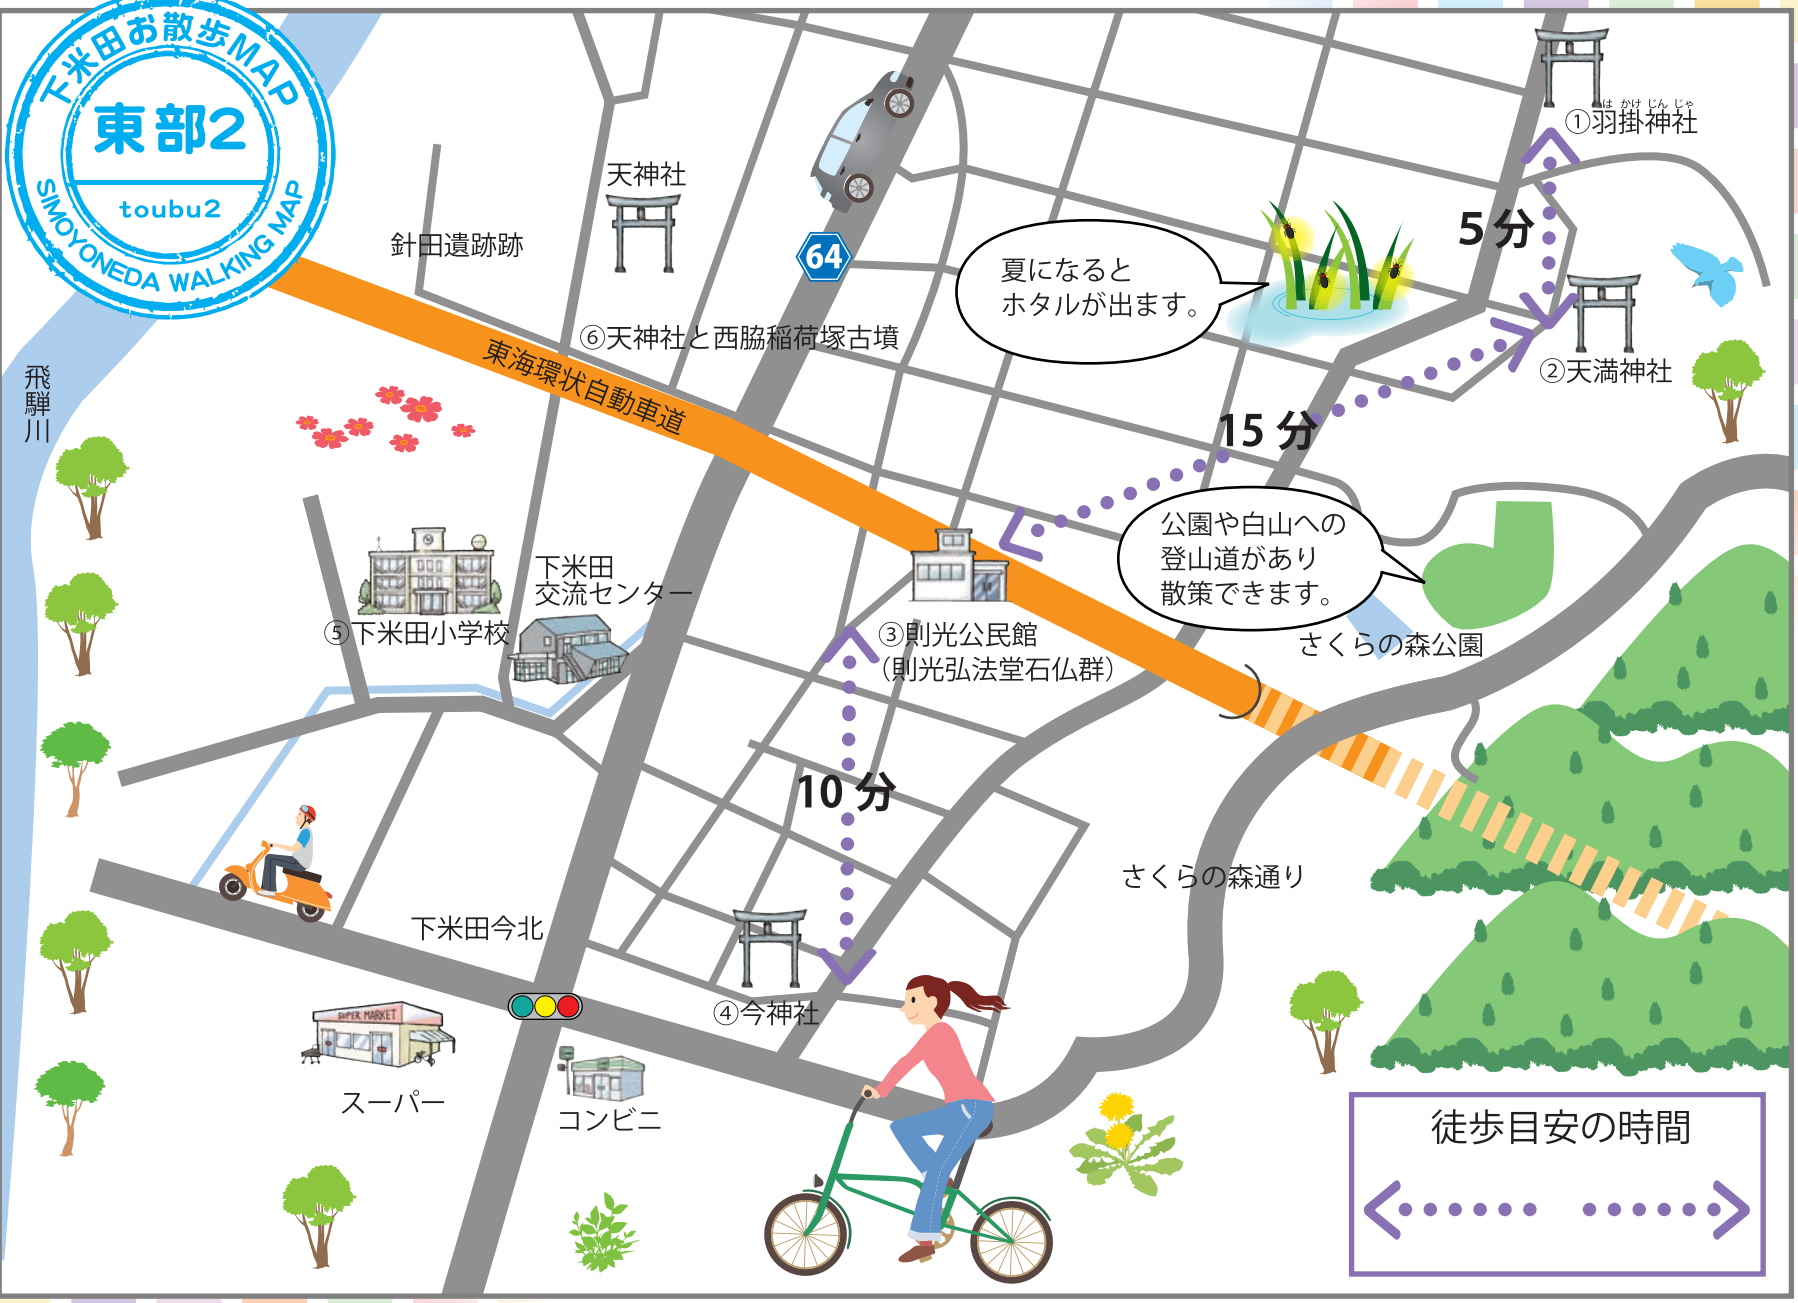 下米田お散歩MAP
東部2
toubu2
SIMOYONEDA WALKING MAP
はかけじんじゃ
①羽掛神社
天神社
5分
針田遺跡跡
64
夏になると
ホタルが出ます。
⑥天神社と西脇稲荷塚古墳
東海環状自動車道
②天満神社
飛騨川
15分
公園や白山への
登山道があり
散策できます。
下米田
交流センター
⑤下米田小学校
③則光公民館
(則光弘法堂石仏群)
さくらの森公園
10分
さくらの森通り
下米田今北
④今神社
SUPER MARKET
スーパー
コンビニ
徒歩目安の時間